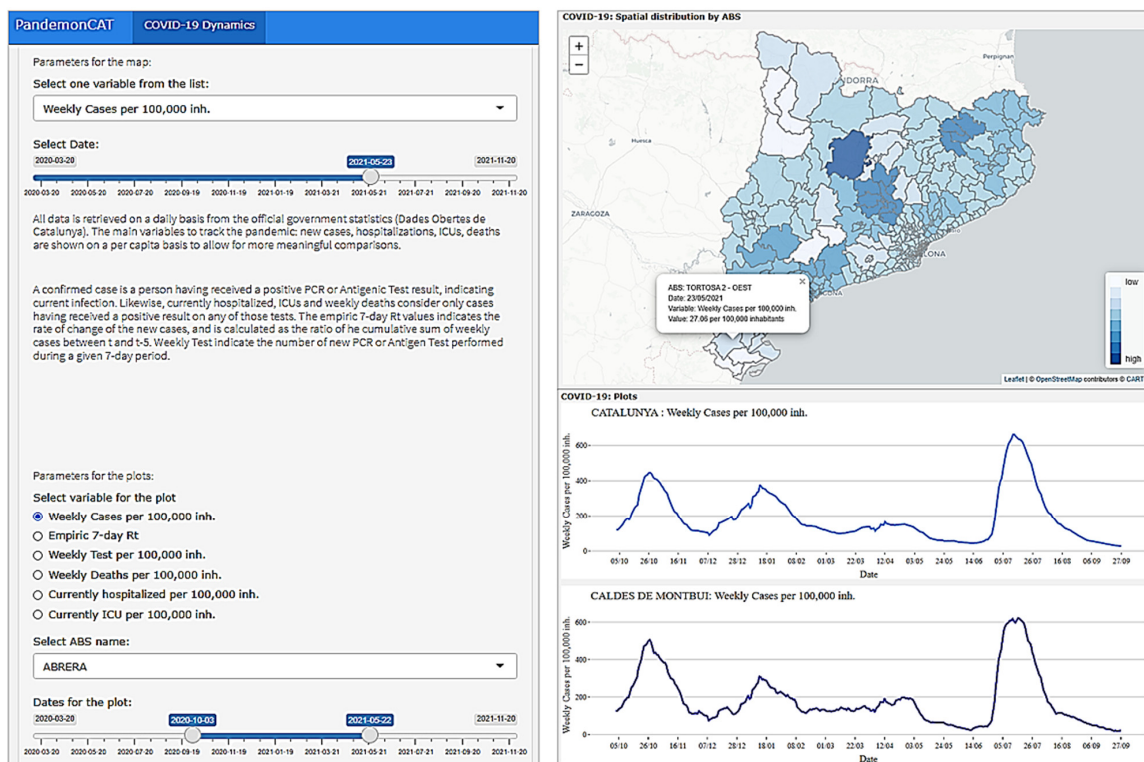 PandemonCAT
COVID-19 Dynamics
Parameters for the map:
Select one variable from the list:
Weekly Cases per 100,000 inh.
Select Date:
2020-03-20
2021-05-23
2021-11-20
2020-03-20 2020-05-20 2020-07-20 2020-09-20 2020-11-19 2021-01-19 2021-03-21 2021-05-21 2021-07-21 2021-09-20 2021-11-20
All data is retrieved on a daily basis from the official government statistics (Dades Obertes de
Catalunya). The main variables to track the pandemic: new cases, hospitalizations, ICUs, deaths
are shown on a per capita basis to allow for more meaningful comparisons.
A confirmed case is a person having received a positive PCR or Antigenic Test result, indicating
current infection. Likewise, currently hospitalized, ICUs and weekly deaths consider only cases
having received a positive result on any of those tests. The empiric 7-day Rt values indicates the
rate of change of the new cases, and is calculated as the ratio of he cumulative sum of weekly
cases between t and t-5. Weekly Test indicate the number of new PCR or Antigen Test performed
during a given 7-day period.
Parameters for the plots:
Select variable for the plot
Weekly Cases per 100,000 inh.
Empiric 7-day Rt
Weekly Test per 100,000 inh.
Weekly Deaths per 100,000 inh.
Currently hospitalized per 100,000 inh.
Currently ICU per 100,000 inh.
Select ABS name:
ABRERA
Dates for the plot:
2020-03-20
2020-10-03
2021-05-22
2021-11-20
2020-03-20 2020-05-20 2020-07-20 2020-09-20 2020-11-19 2021-01-19 2021-03-21 2021-05-21 2021-07-21 2021-09-20 2021-11-20
COVID-19: Spatial distribution by ABS
+
−
Perpignan
NDORRA
Huesca
ZARAGOZA
LONA
ONA
ABS: TORTOSA 2 - OEST
Date: 23/05/2021
Variable: Weekly Cases per 100,000 inh.
Value: 27.06 per 100,000 inhabitants
×
low
high
Leaflet | © OpenStreetMap contributors © CART
COVID-19: Plots
CATALUNYA : Weekly Cases per 100,000 inh.
Weekly Cases per 100,000 inh.
600
400
200
0
05/10 26/10 16/11 07/12 28/12 18/01 08/02 01/03 22/03 12/04 03/05 24/05 14/06 05/07 26/07 16/08 06/09 27/09
Date
CALDES DE MONTBUI: Weekly Cases per 100,000 inh.
Weekly Cases per 100,000 inh.
600
400
200
0
05/10 26/10 16/11 07/12 28/12 18/01 08/02 01/03 22/03 12/04 03/05 24/05 14/06 05/07 26/07 16/08 06/09 27/09
Date